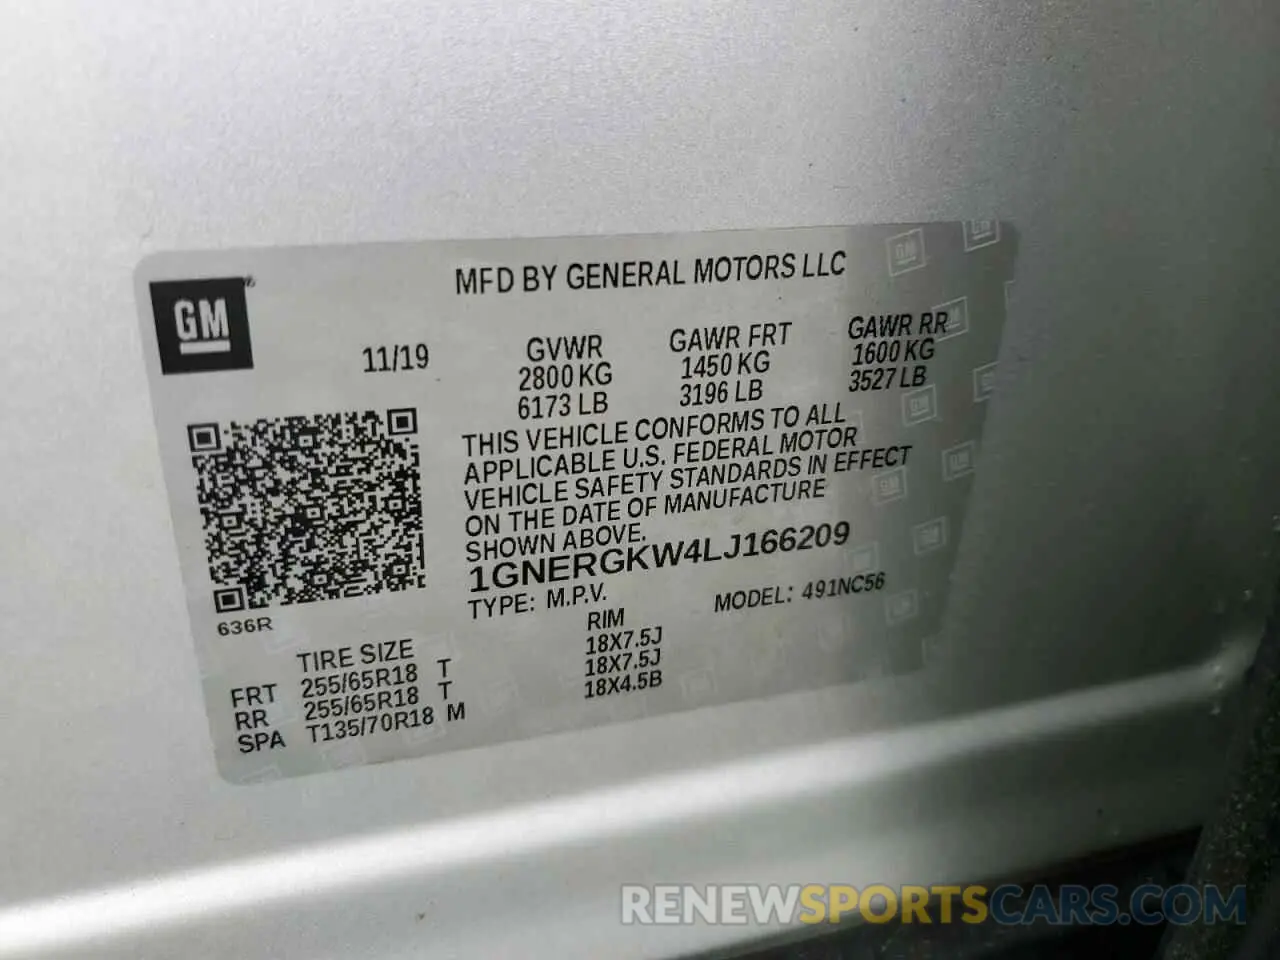 MFD BY GENERAL MOTORS LLC
GM
11/19
GVWR
2800 KG
6173 LB
GAWR FRT
1450 KG
3196 LB
GAWR RR
1600 KG
3527 LB
THIS VEHICLE CONFORMS TO ALL
APPLICABLE U.S. FEDERAL MOTOR
VEHICLE SAFETY STANDARDS IN EFFECT
ON THE DATE OF MANUFACTURE
SHOWN ABOVE.
1GNERGKW4LJ166209
TYPE: M.P.V. MODEL: 491NC56
636R
TIRE SIZE RIM
FRT 255/65R18 T 18X7.5J
RR 255/65R18 T 18X7.5J
SPA T135/70R18 M 18X4.5B
RENEWSPORTSCARS.COM